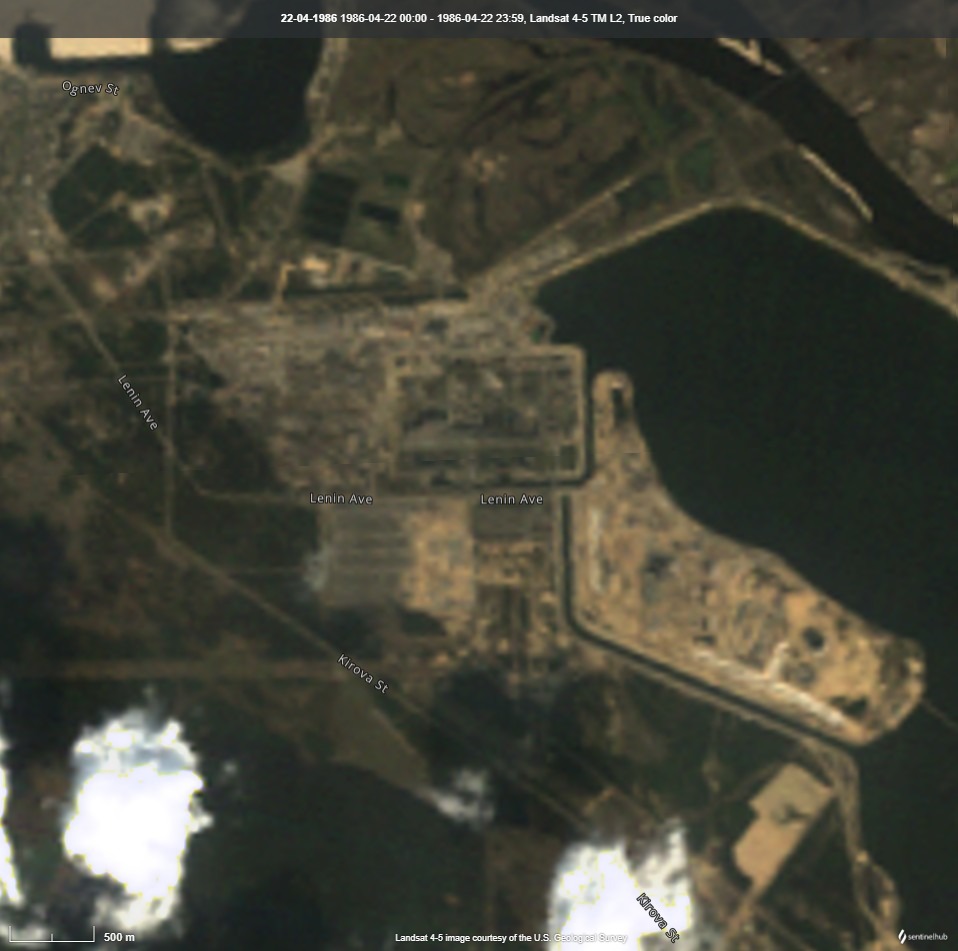 22-04-1986 1986-04-22 00:00 - 1986-04-22 23:59, Landsat 4-5 TM L2, True color
Ognev St
Lenin Ave
Lenin Ave
Lenin Ave
Kirova St
Kirova St
500 m
Landsat 4-5 image courtesy of the U.S. Geological Survey
sentinelhub